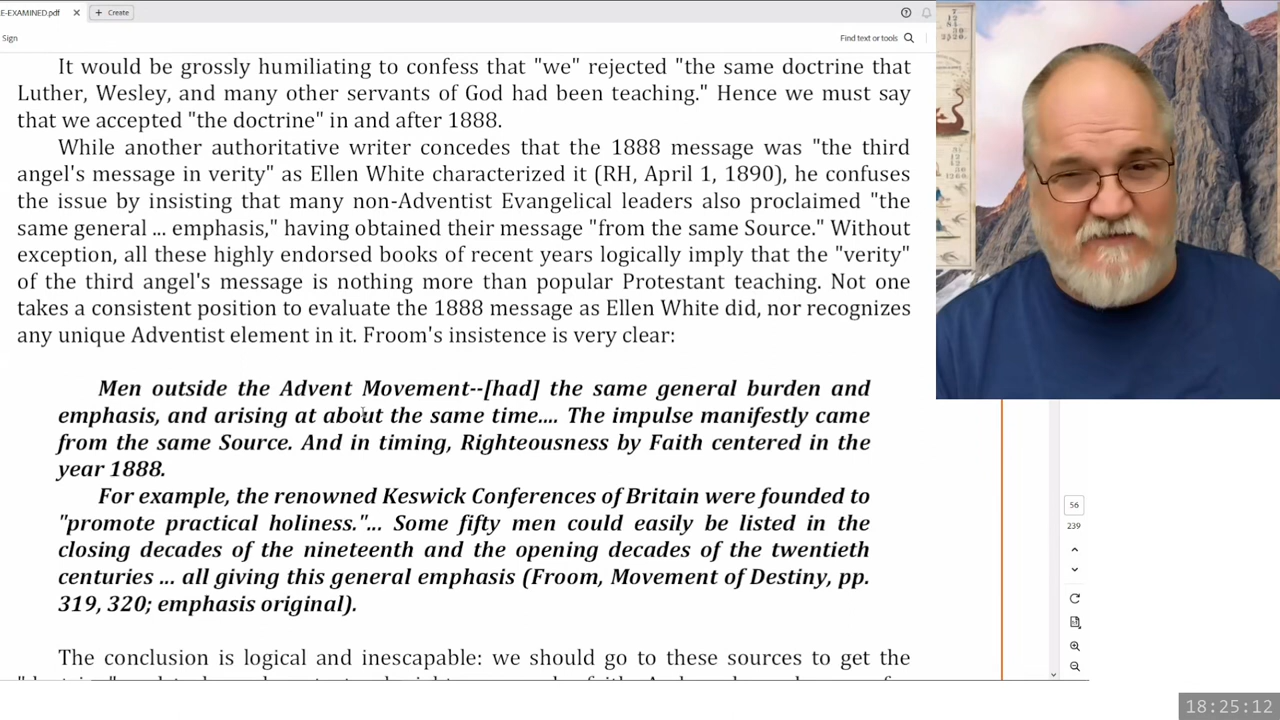 E-EXAMINED.pdf
Create
Sign
Find text or tools
It would be grossly humiliating to confess that "we" rejected "the same doctrine that
Luther, Wesley, and many other servants of God had been teaching." Hence we must say
that we accepted "the doctrine" in and after 1888.
While another authoritative writer concedes that the 1888 message was "the third
angel's message in verity" as Ellen White characterized it (RH, April 1, 1890), he confuses
the issue by insisting that many non-Adventist Evangelical leaders also proclaimed "the
same general ... emphasis," having obtained their message "from the same Source." Without
exception, all these highly endorsed books of recent years logically imply that the "verity"
of the third angel's message is nothing more than popular Protestant teaching. Not one
takes a consistent position to evaluate the 1888 message as Ellen White did, nor recognizes
any unique Adventist element in it. Froom's insistence is very clear:
Men outside the Advent Movement--[had] the same general burden and
emphasis, and arising at about the same time.... The impulse manifestly came
from the same Source. And in timing, Righteousness by Faith centered in the
year 1888.
For example, the renowned Keswick Conferences of Britain were founded to
"promote practical holiness."... Some fifty men could easily be listed in the
closing decades of the nineteenth and the opening decades of the twentieth
centuries ... all giving this general emphasis (Froom, Movement of Destiny, pp.
319, 320; emphasis original).
The conclusion is logical and inescapable: we should go to these sources to get the
56
239
18:25:12